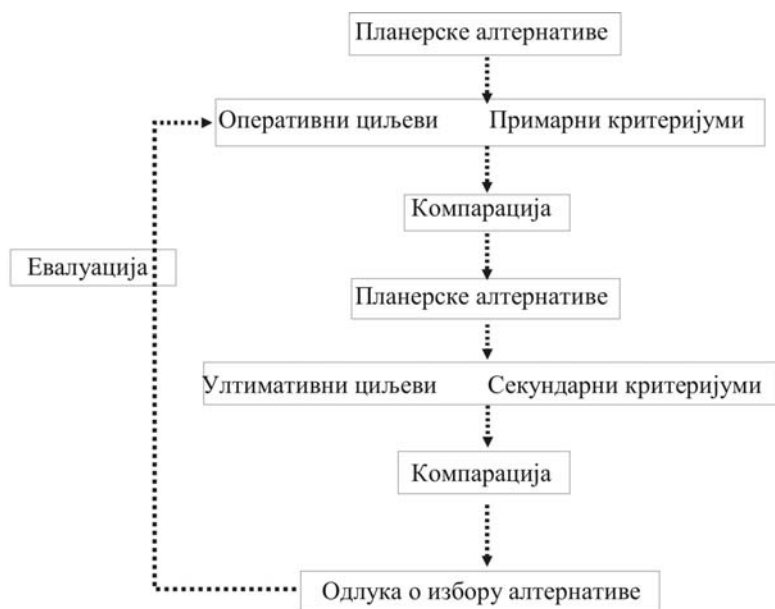 Планерске алтернативе
Оперативни циљеви Примарни критеријуми
Компарација
Евалуација
Планерске алтернативе
Ултимативни циљеви Секундарни критеријуми
Компарација
Одлука о избору алтернативе